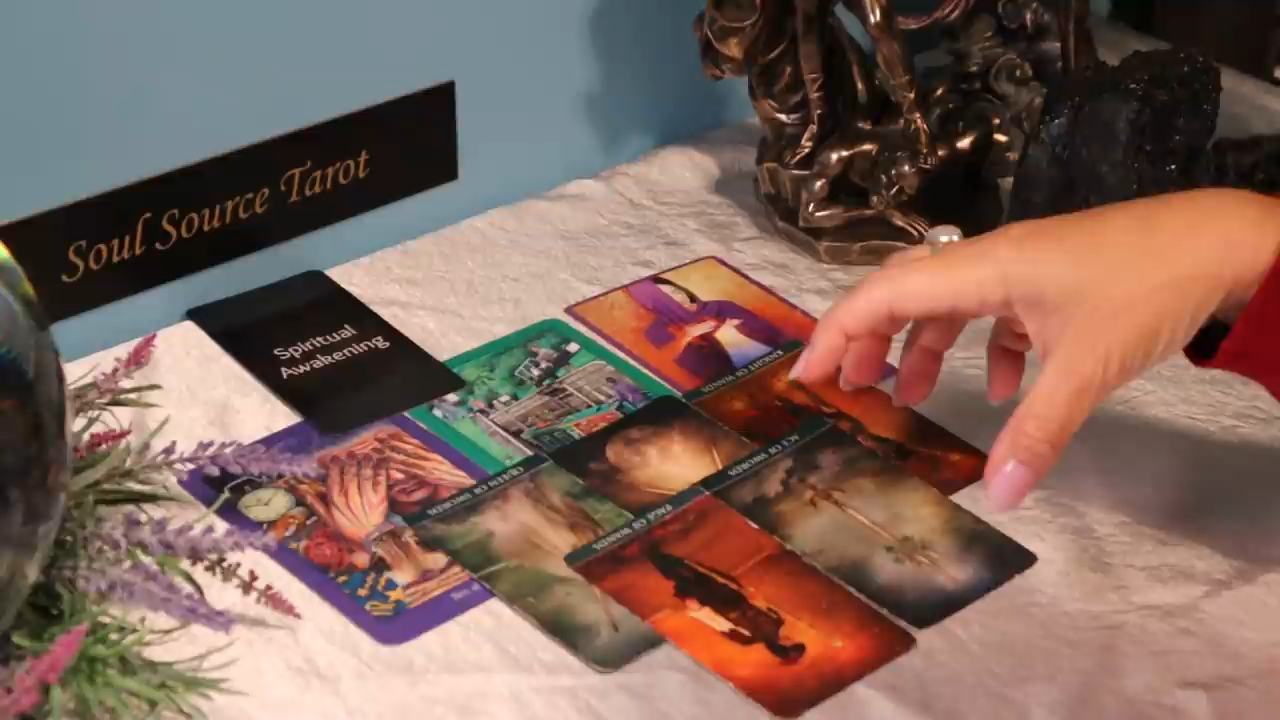 Soul Source Tarot
Spiritual
Awakening
KNIGHT OF WANDS
ACE OF SWORDS
QUEEN OF SWORDS
PAGE OF WANDS